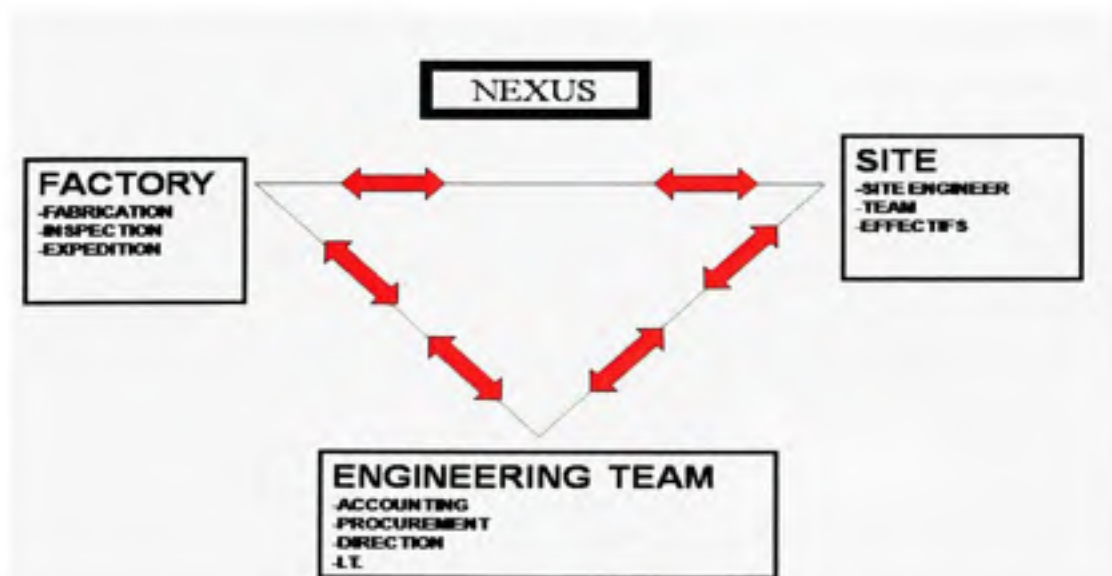 NEXUS
FACTORY
-FABRICATION
-INSPECTION
-EXPEDITION
SITE
-SITE ENGINEER
-TEAM
-EFFECTIFS
ENGINEERING TEAM
-ACCOUNTING
-PROCUREMENT
-DIRECTION
-I.T.